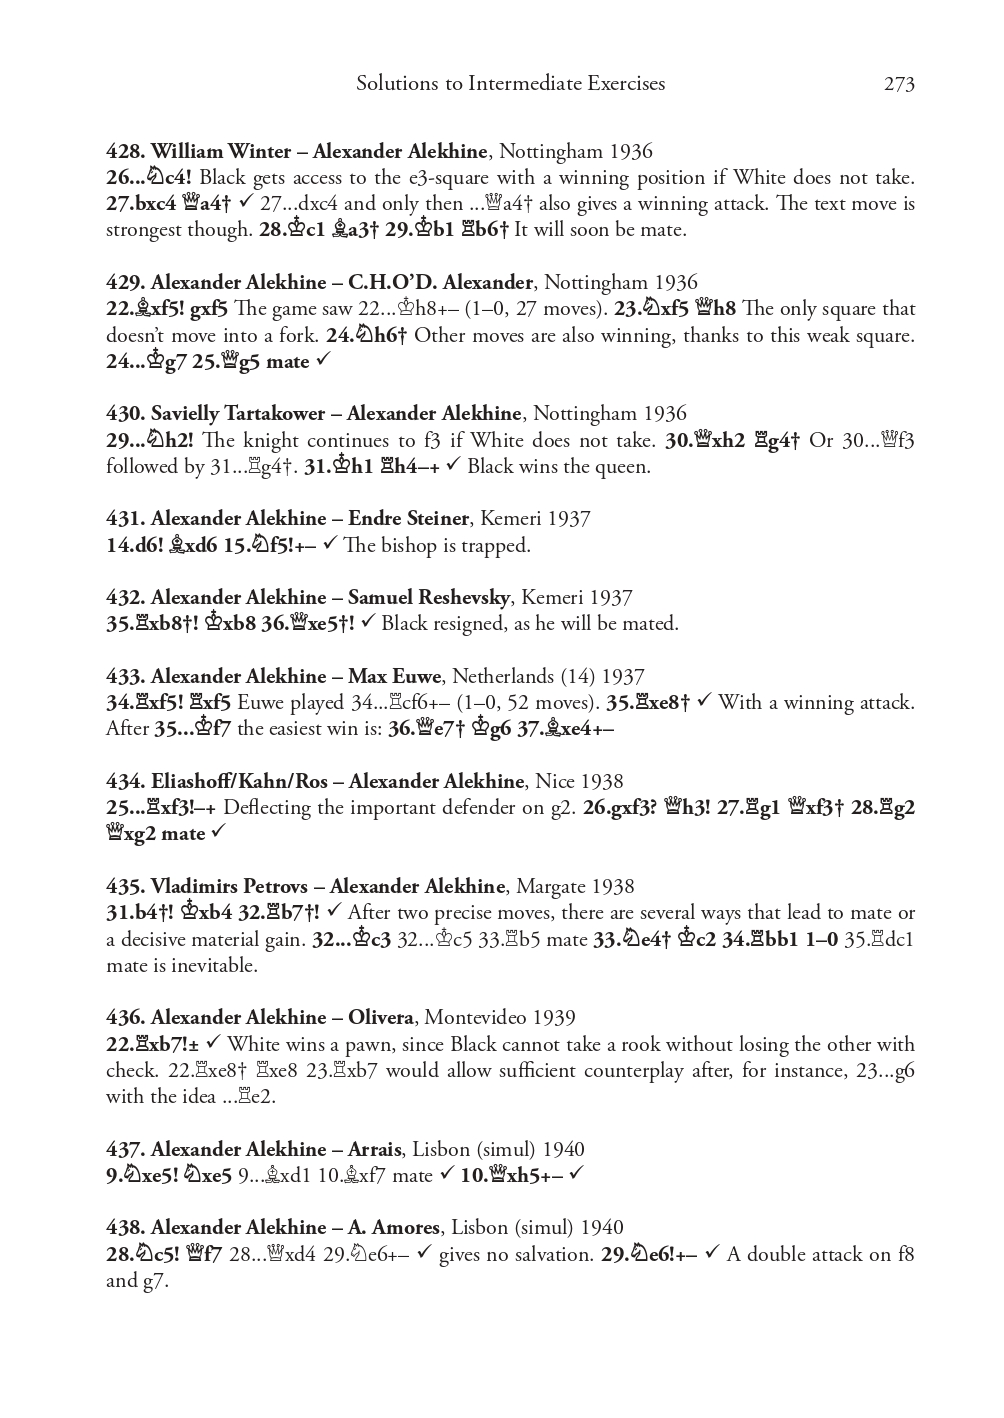 Solutions to Intermediate Exercises 273
428. William Winter – Alexander Alekhine, Nottingham 1936
26...♘c4! Black gets access to the e3-square with a winning position if White does not take.
27.bxc4 ♕a4† ✓ 27...dxc4 and only then ...♕a4† also gives a winning attack. The text move is
strongest though. 28.♔c1 ♗a3† 29.♔b1 ♖b6† It will soon be mate.
429. Alexander Alekhine – C.H.O’D. Alexander, Nottingham 1936
22.♗xf5! gxf5 The game saw 22...♔h8+– (1–0, 27 moves). 23.♘xf5 ♕h8 The only square that
doesn’t move into a fork. 24.♘h6† Other moves are also winning, thanks to this weak square.
24...♔g7 25.♕g5 mate ✓
430. Savielly Tartakower – Alexander Alekhine, Nottingham 1936
29...♘h2! The knight continues to f3 if White does not take. 30.♕xh2 ♖g4† Or 30...♕f3
followed by 31...♖g4†. 31.♔h1 ♖h4–+ ✓ Black wins the queen.
431. Alexander Alekhine – Endre Steiner, Kemeri 1937
14.d6! ♗xd6 15.♘f5!+– ✓ The bishop is trapped.
432. Alexander Alekhine – Samuel Reshevsky, Kemeri 1937
35.♖xb8†! ♔xb8 36.♕xe5†! ✓ Black resigned, as he will be mated.
433. Alexander Alekhine – Max Euwe, Netherlands (14) 1937
34.♖xf5! ♖xf5 Euwe played 34...♖cf6+– (1–0, 52 moves). 35.♖xe8† ✓ With a winning attack.
After 35...♔f7 the easiest win is: 36.♕e7† ♔g6 37.♗xe4+–
434. Eliashoff/Kahn/Ros – Alexander Alekhine, Nice 1938
25...♖xf3!–+ Deflecting the important defender on g2. 26.gxf3? ♕h3! 27.♖g1 ♕xf3† 28.♖g2
♕xg2 mate ✓
435. Vladimirs Petrovs – Alexander Alekhine, Margate 1938
31.b4†! ♔xb4 32.♖b7†! ✓ After two precise moves, there are several ways that lead to mate or
a decisive material gain. 32...♔c3 32...♔c5 33.♖b5 mate 33.♘e4† ♔c2 34.♖bb1 1–0 35.♖dc1
mate is inevitable.
436. Alexander Alekhine – Olivera, Montevideo 1939
22.♖xb7!± ✓ White wins a pawn, since Black cannot take a rook without losing the other with
check. 22.♖xe8† ♖xe8 23.♖xb7 would allow sufficient counterplay after, for instance, 23...g6
with the idea ...♖e2.
437. Alexander Alekhine – Arrais, Lisbon (simul) 1940
9.♘xe5! ♘xe5 9...♗xd1 10.♗xf7 mate ✓ 10.♕xh5+– ✓
438. Alexander Alekhine – A. Amores, Lisbon (simul) 1940
28.♘c5! ♕f7 28...♕xd4 29.♘e6+– ✓ gives no salvation. 29.♘e6!+– ✓ A double attack on f8
and g7.